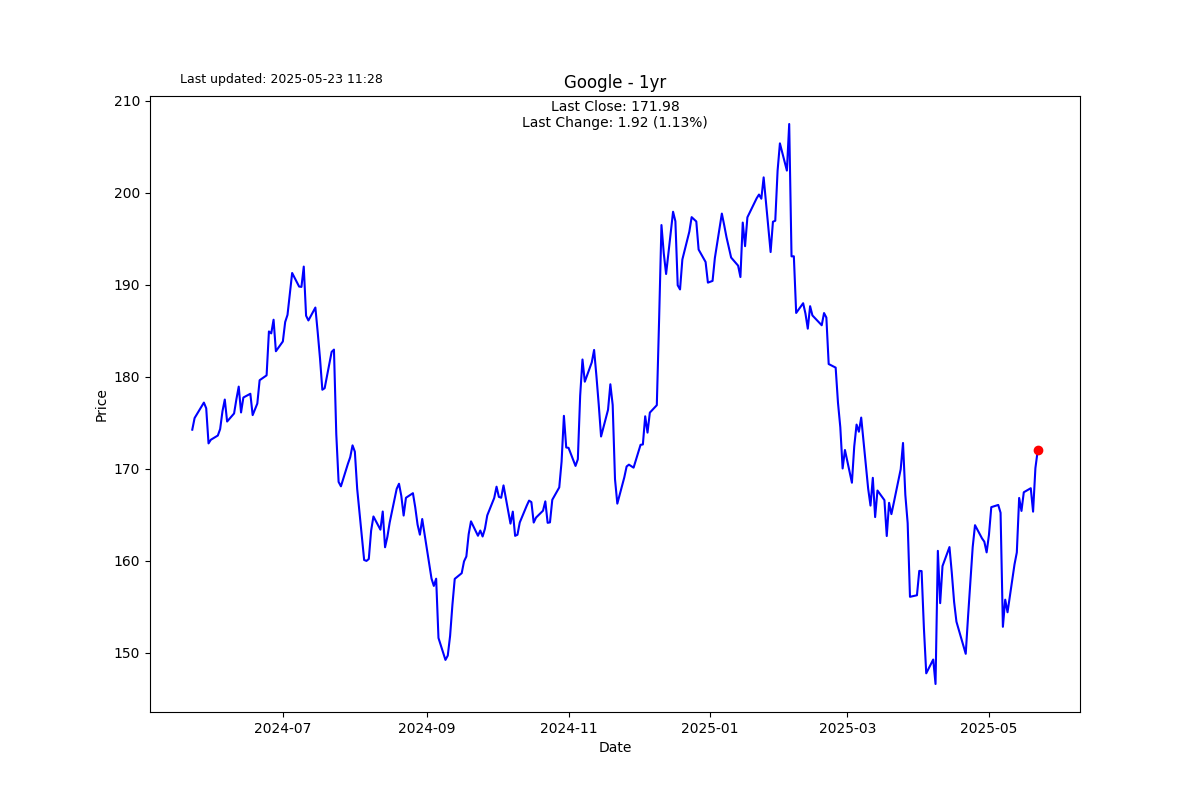 Last updated: 2025-05-23 11:28
Google - 1yr
Last Close: 171.98
Last Change: 1.92 (1.13%)
210
200
190
180
170
160
150
Price
2024-07
2024-09
2024-11
2025-01
2025-03
2025-05
Date